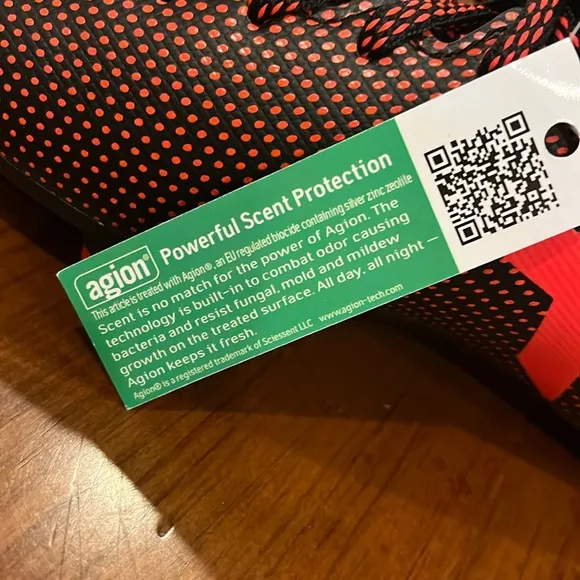 agion®
Powerful Scent Protection
This article is treated with Agion®, an EU regulated biocide containing silver zinc zeolite
Scent is no match for the power of Agion. The
technology is built-in to combat odor causing
bacteria and resist fungal, mold and mildew
growth on the treated surface. All day, all night —
Agion keeps it fresh.
Agion® is a registered trademark of Sciessent LLC www.agion-tech.com